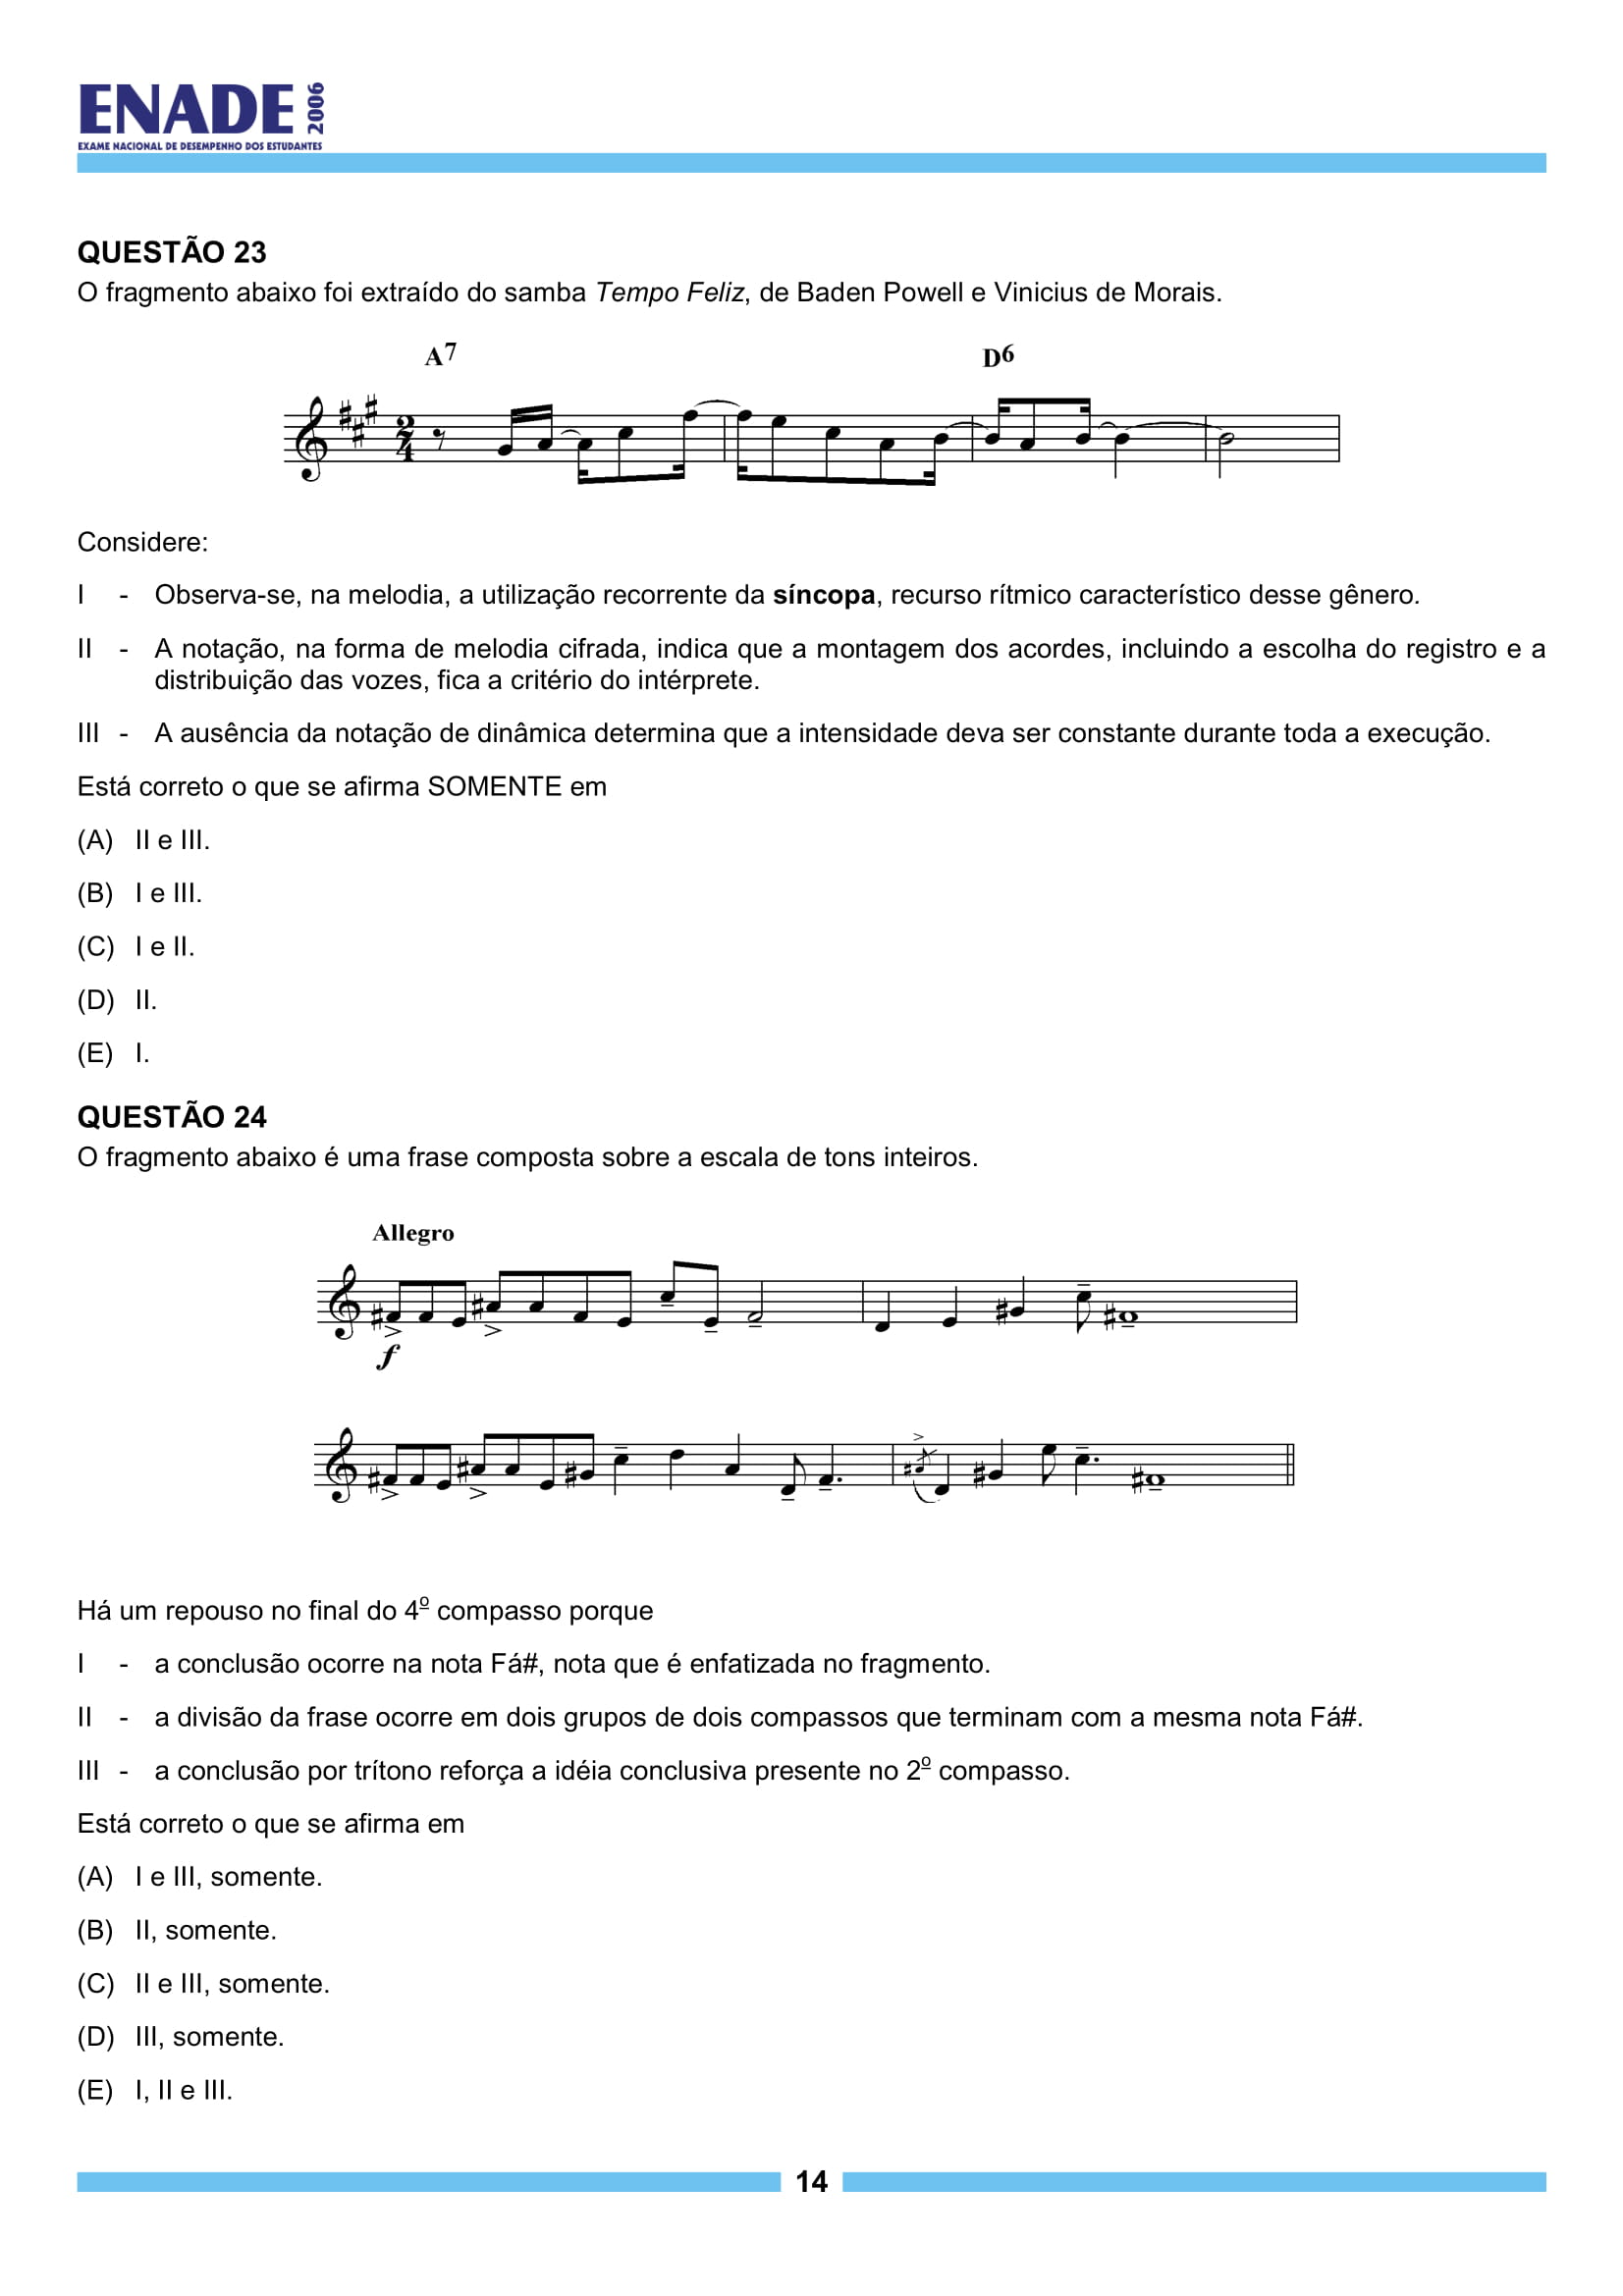 ENADE 2006
EXAME NACIONAL DE DESEMPENHO DOS ESTUDANTES
QUESTÃO 23
O fragmento abaixo foi extraído do samba Tempo Feliz, de Baden Powell e Vinicius de Morais.
A7 D6
2
4
Considere:
I - Observa-se, na melodia, a utilização recorrente da síncopa, recurso rítmico característico desse gênero.
II - A notação, na forma de melodia cifrada, indica que a montagem dos acordes, incluindo a escolha do registro e a
distribuição das vozes, fica a critério do intérprete.
III - A ausência da notação de dinâmica determina que a intensidade deva ser constante durante toda a execução.
Está correto o que se afirma SOMENTE em
(A) II e III.
(B) I e III.
(C) I e II.
(D) II.
(E) I.
QUESTÃO 24
O fragmento abaixo é uma frase composta sobre a escala de tons inteiros.
Allegro
f
Há um repouso no final do 4º compasso porque
I - a conclusão ocorre na nota Fá#, nota que é enfatizada no fragmento.
II - a divisão da frase ocorre em dois grupos de dois compassos que terminam com a mesma nota Fá#.
III - a conclusão por trítono reforça a idéia conclusiva presente no 2º compasso.
Está correto o que se afirma em
(A) I e III, somente.
(B) II, somente.
(C) II e III, somente.
(D) III, somente.
(E) I, II e III.
14